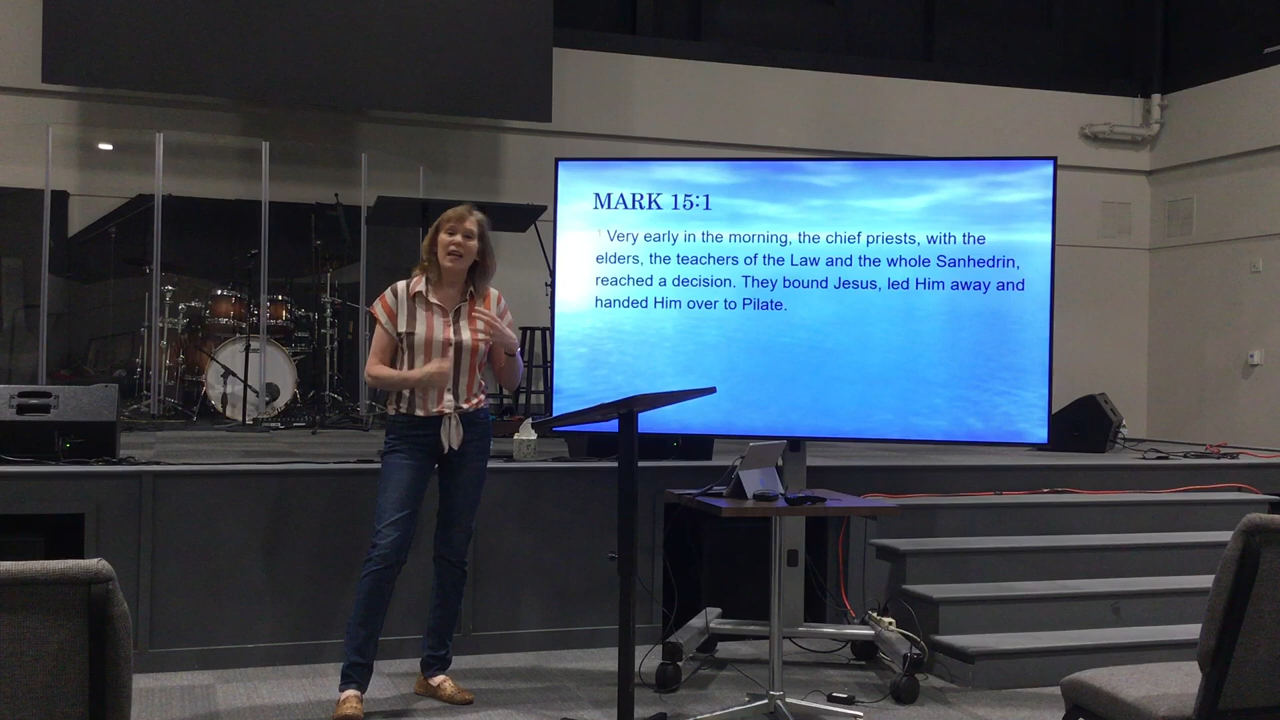 MARK 15:1
1 Very early in the morning, the chief priests, with the
elders, the teachers of the Law and the whole Sanhedrin,
reached a decision. They bound Jesus, led Him away and
handed Him over to Pilate.